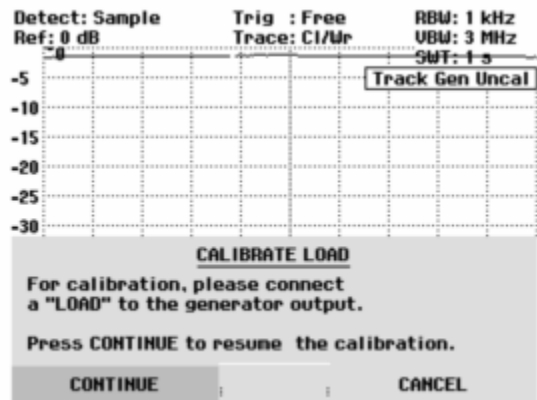 Detect: Sample Trig : Free RBW: 1 kHz
Ref: 0 dB Trace: Cl/Wr VBW: 3 MHz
SWT: 1 s
-0
Track Gen Uncal
-5
-10
-15
-20
-25
-30
CALIBRATE LOAD
For calibration, please connect
a "LOAD" to the generator output.
Press CONTINUE to resume the calibration.
CONTINUE CANCEL